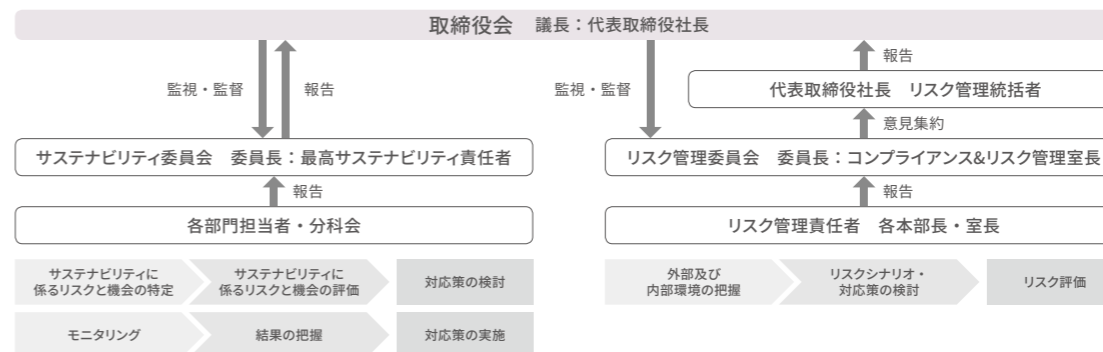 取締役会 議長：代表取締役社長
監視・監督
報告
監視・監督
報告
代表取締役社長 リスク管理統括者
意見集約
サステナビリティ委員会 委員長：最高サステナビリティ責任者
リスク管理委員会 委員長：コンプライアンス&リスク管理室長
報告
報告
各部門担当者・分科会
リスク管理責任者 各本部長・室長
サステナビリティに
係るリスクと機会の特定
サステナビリティに
係るリスクと機会の評価
対応策の検討
外部及び
内部環境の把握
リスクシナリオ・
対応策の検討
リスク評価
モニタリング
結果の把握
対応策の実施